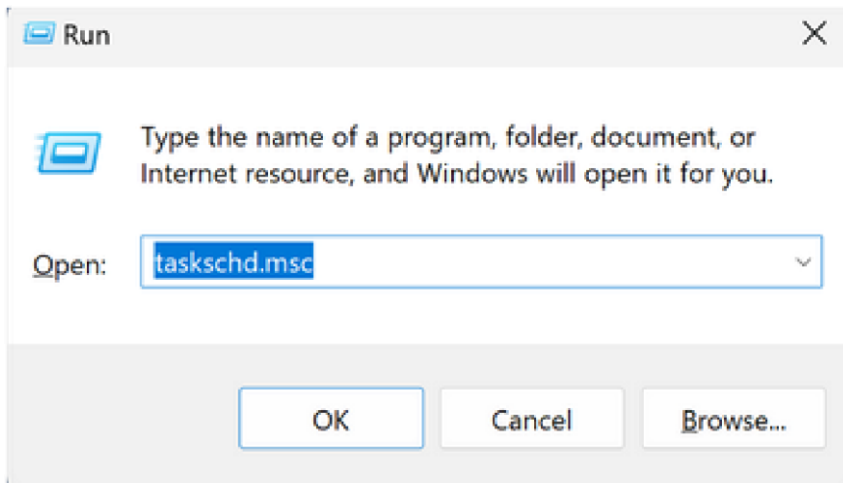 Run
Type the name of a program, folder, document, or
Internet resource, and Windows will open it for you.
Open: taskschd.msc
OK Cancel Browse...